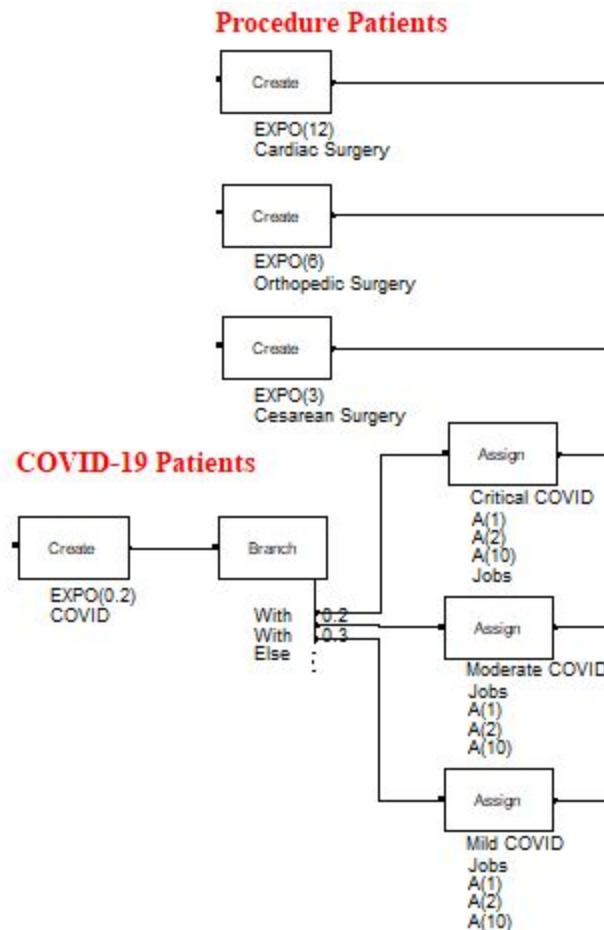 Procedure Patients
Create
EXPO(12)
Cardiac Surgery
Create
EXPO(6)
Orthopedic Surgery
Create
EXPO(3)
Cesarean Surgery
COVID-19 Patients
Create
EXPO(0.2)
COVID
Branch
With 0.2
With 0.3
Else
Assign
Critical COVID
A(1)
A(2)
A(10)
Jobs
Assign
Moderate COVID
Jobs
A(1)
A(2)
A(10)
Assign
Mild COVID
Jobs
A(1)
A(2)
A(10)